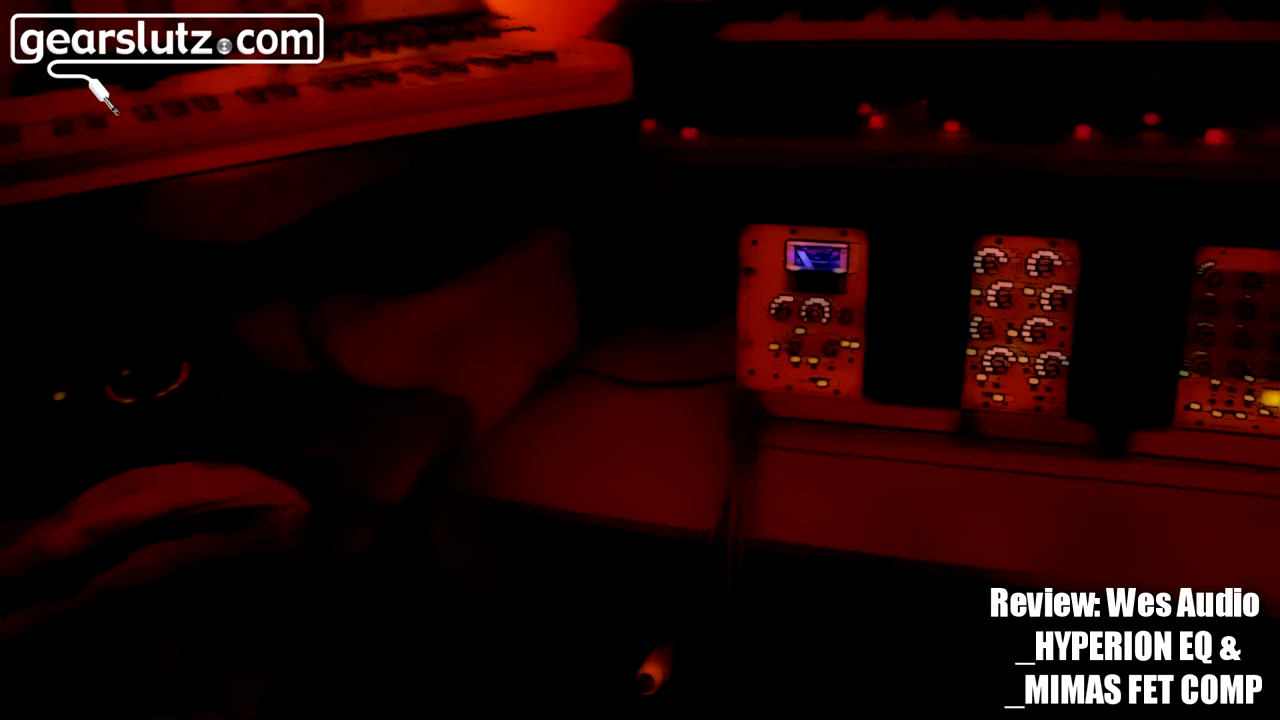 gearslutz.com
Review: Wes Audio
_HYPERION EQ &
_MIMAS FET COMP